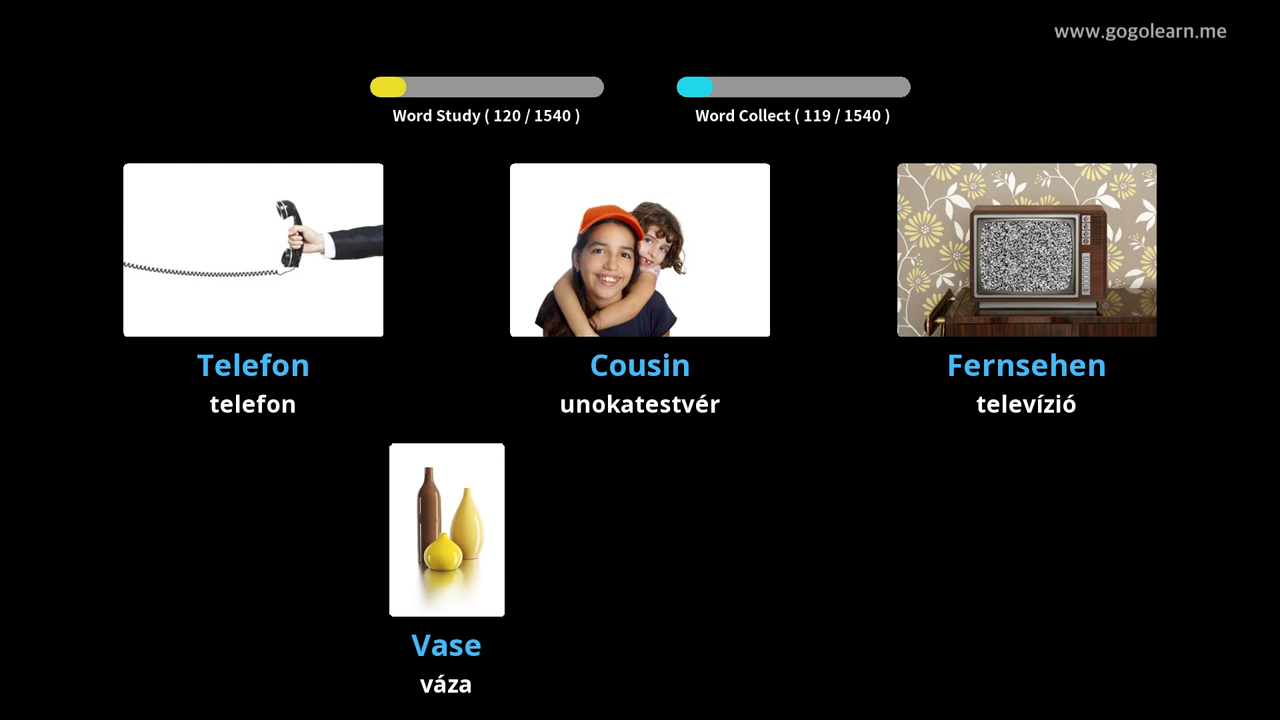 www.gogolearn.me
Word Study ( 120 / 1540 )
Word Collect ( 119 / 1540 )
Telefon
telefon
Cousin
unokatestvér
Fernsehen
televízió
Vase
váza